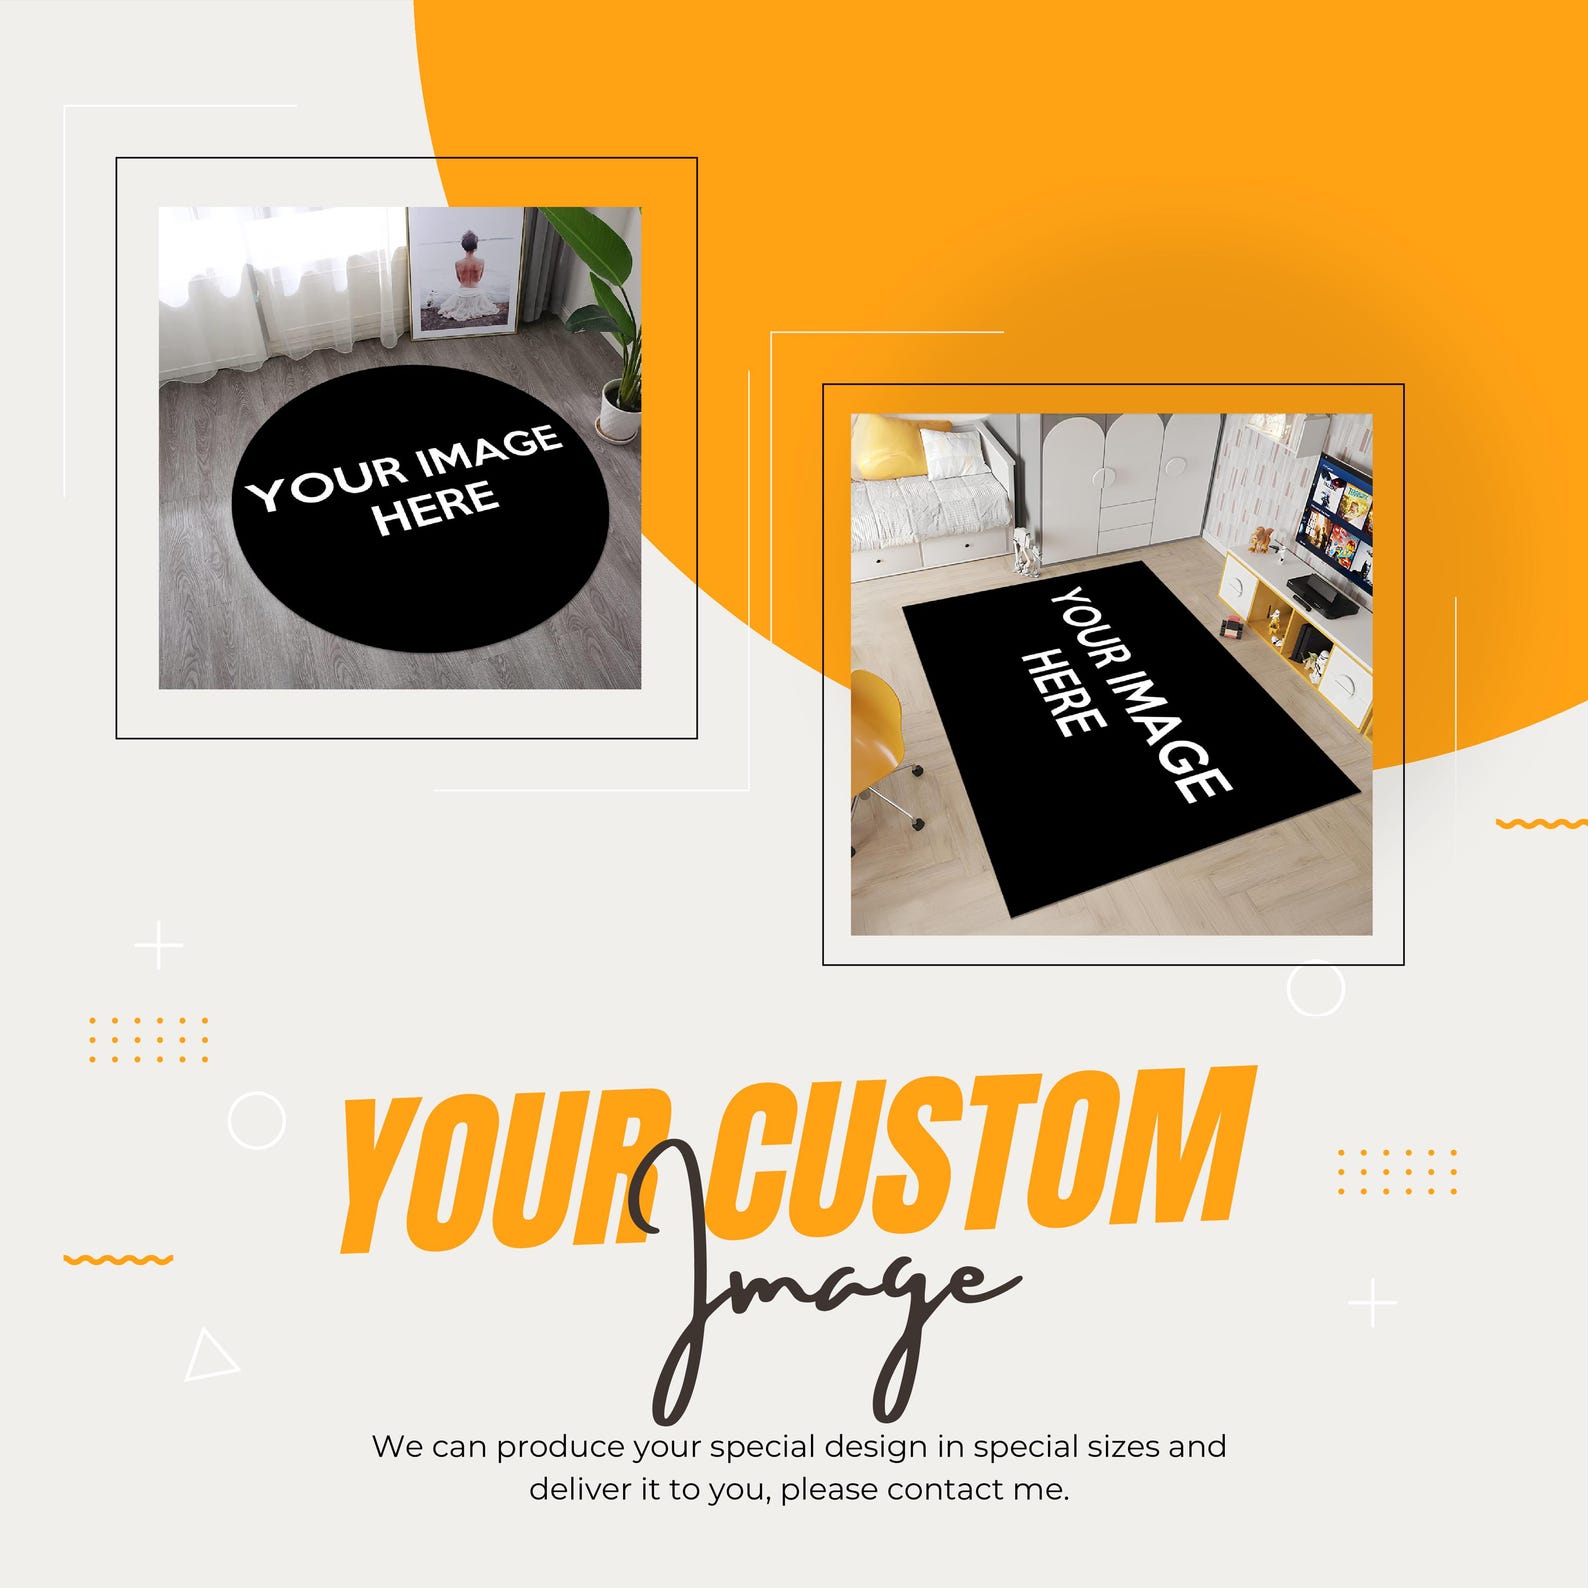 YOUR IMAGE
HERE
YOUR IMAGE
HERE
YOUR CUSTOM
Image
We can produce your special design in special sizes and
deliver it to you, please contact me.